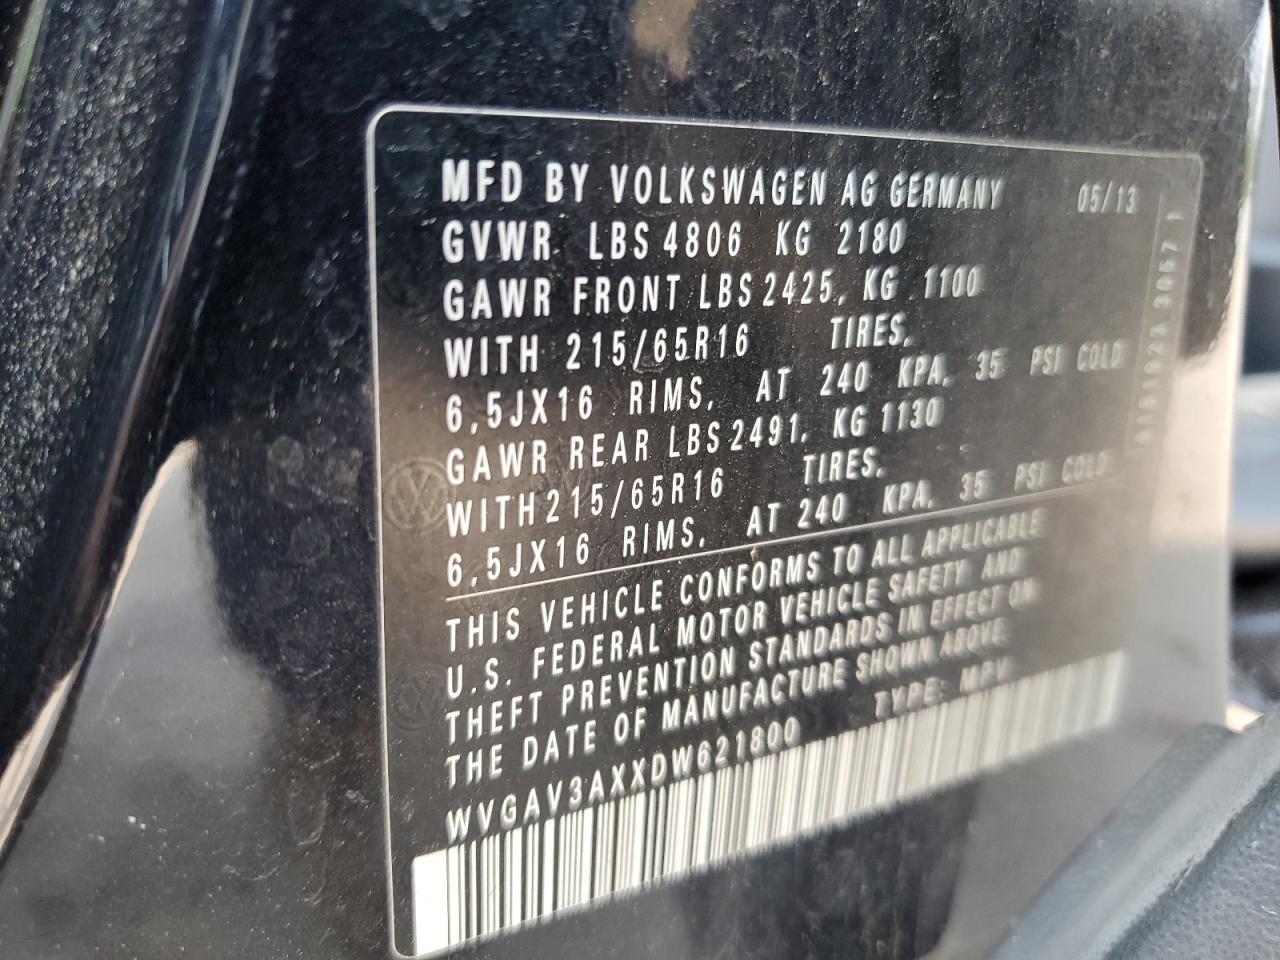 MFD BY VOLKSWAGEN AG GERMANY 05/13
GVWR LBS 4806 KG 2180
GAWR FRONT LBS 2425, KG 1100
WITH 215/65R16 TIRES,
6,5JX16 RIMS, AT 240 KPA, 35 PSI COLD
GAWR REAR LBS 2491, KG 1130
WITH 215/65R16 TIRES,
6,5JX16 RIMS, AT 240 KPA, 35 PSI COLD
THIS VEHICLE CONFORMS TO ALL APPLICABLE
U.S. FEDERAL MOTOR VEHICLE SAFETY AND
THEFT PREVENTION STANDARDS IN EFFECT ON
THE DATE OF MANUFACTURE SHOWN ABOVE.
WVGAV3AXXDW621800 TYPE: MPV